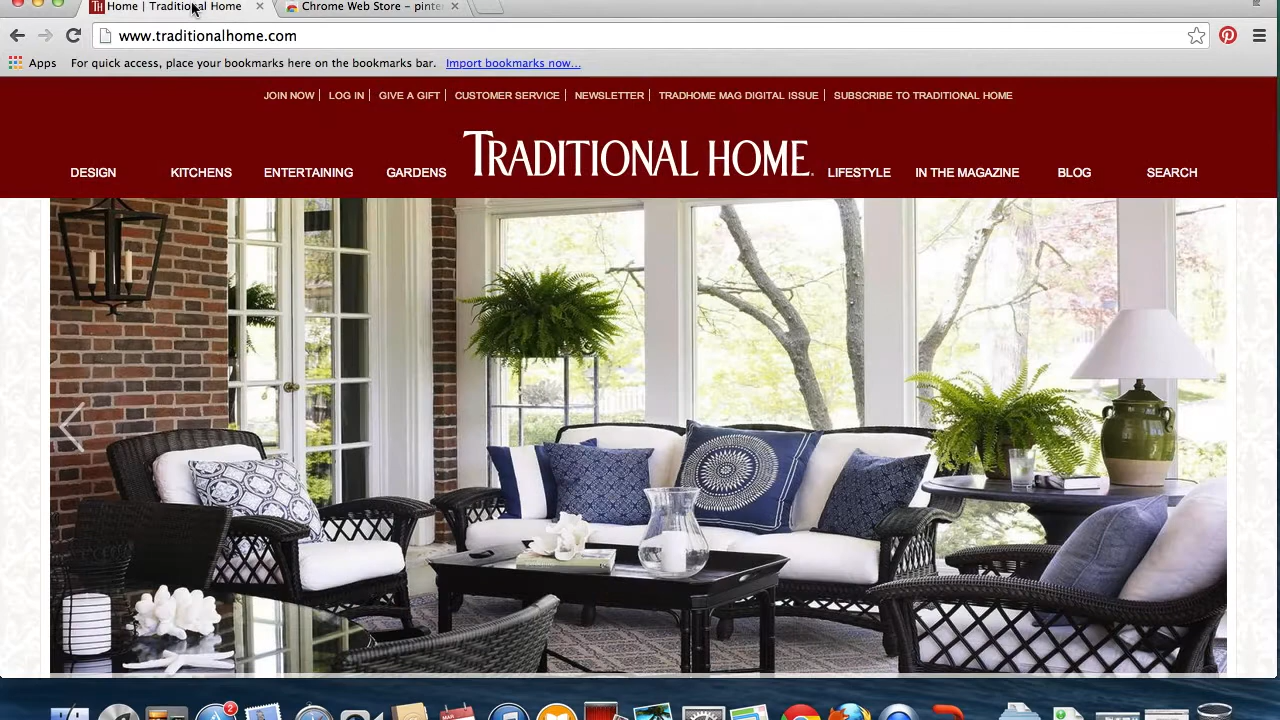 Home | Traditional Home
Chrome Web Store - pinte
www.traditionalhome.com
Apps For quick access, place your bookmarks here on the bookmarks bar. Import bookmarks now...
JOIN NOW | LOG IN | GIVE A GIFT | CUSTOMER SERVICE | NEWSLETTER | TRADHOME MAG DIGITAL ISSUE | SUBSCRIBE TO TRADITIONAL HOME
DESIGN KITCHENS ENTERTAINING GARDENS TRADITIONAL HOME. LIFESTYLE IN THE MAGAZINE BLOG SEARCH
2